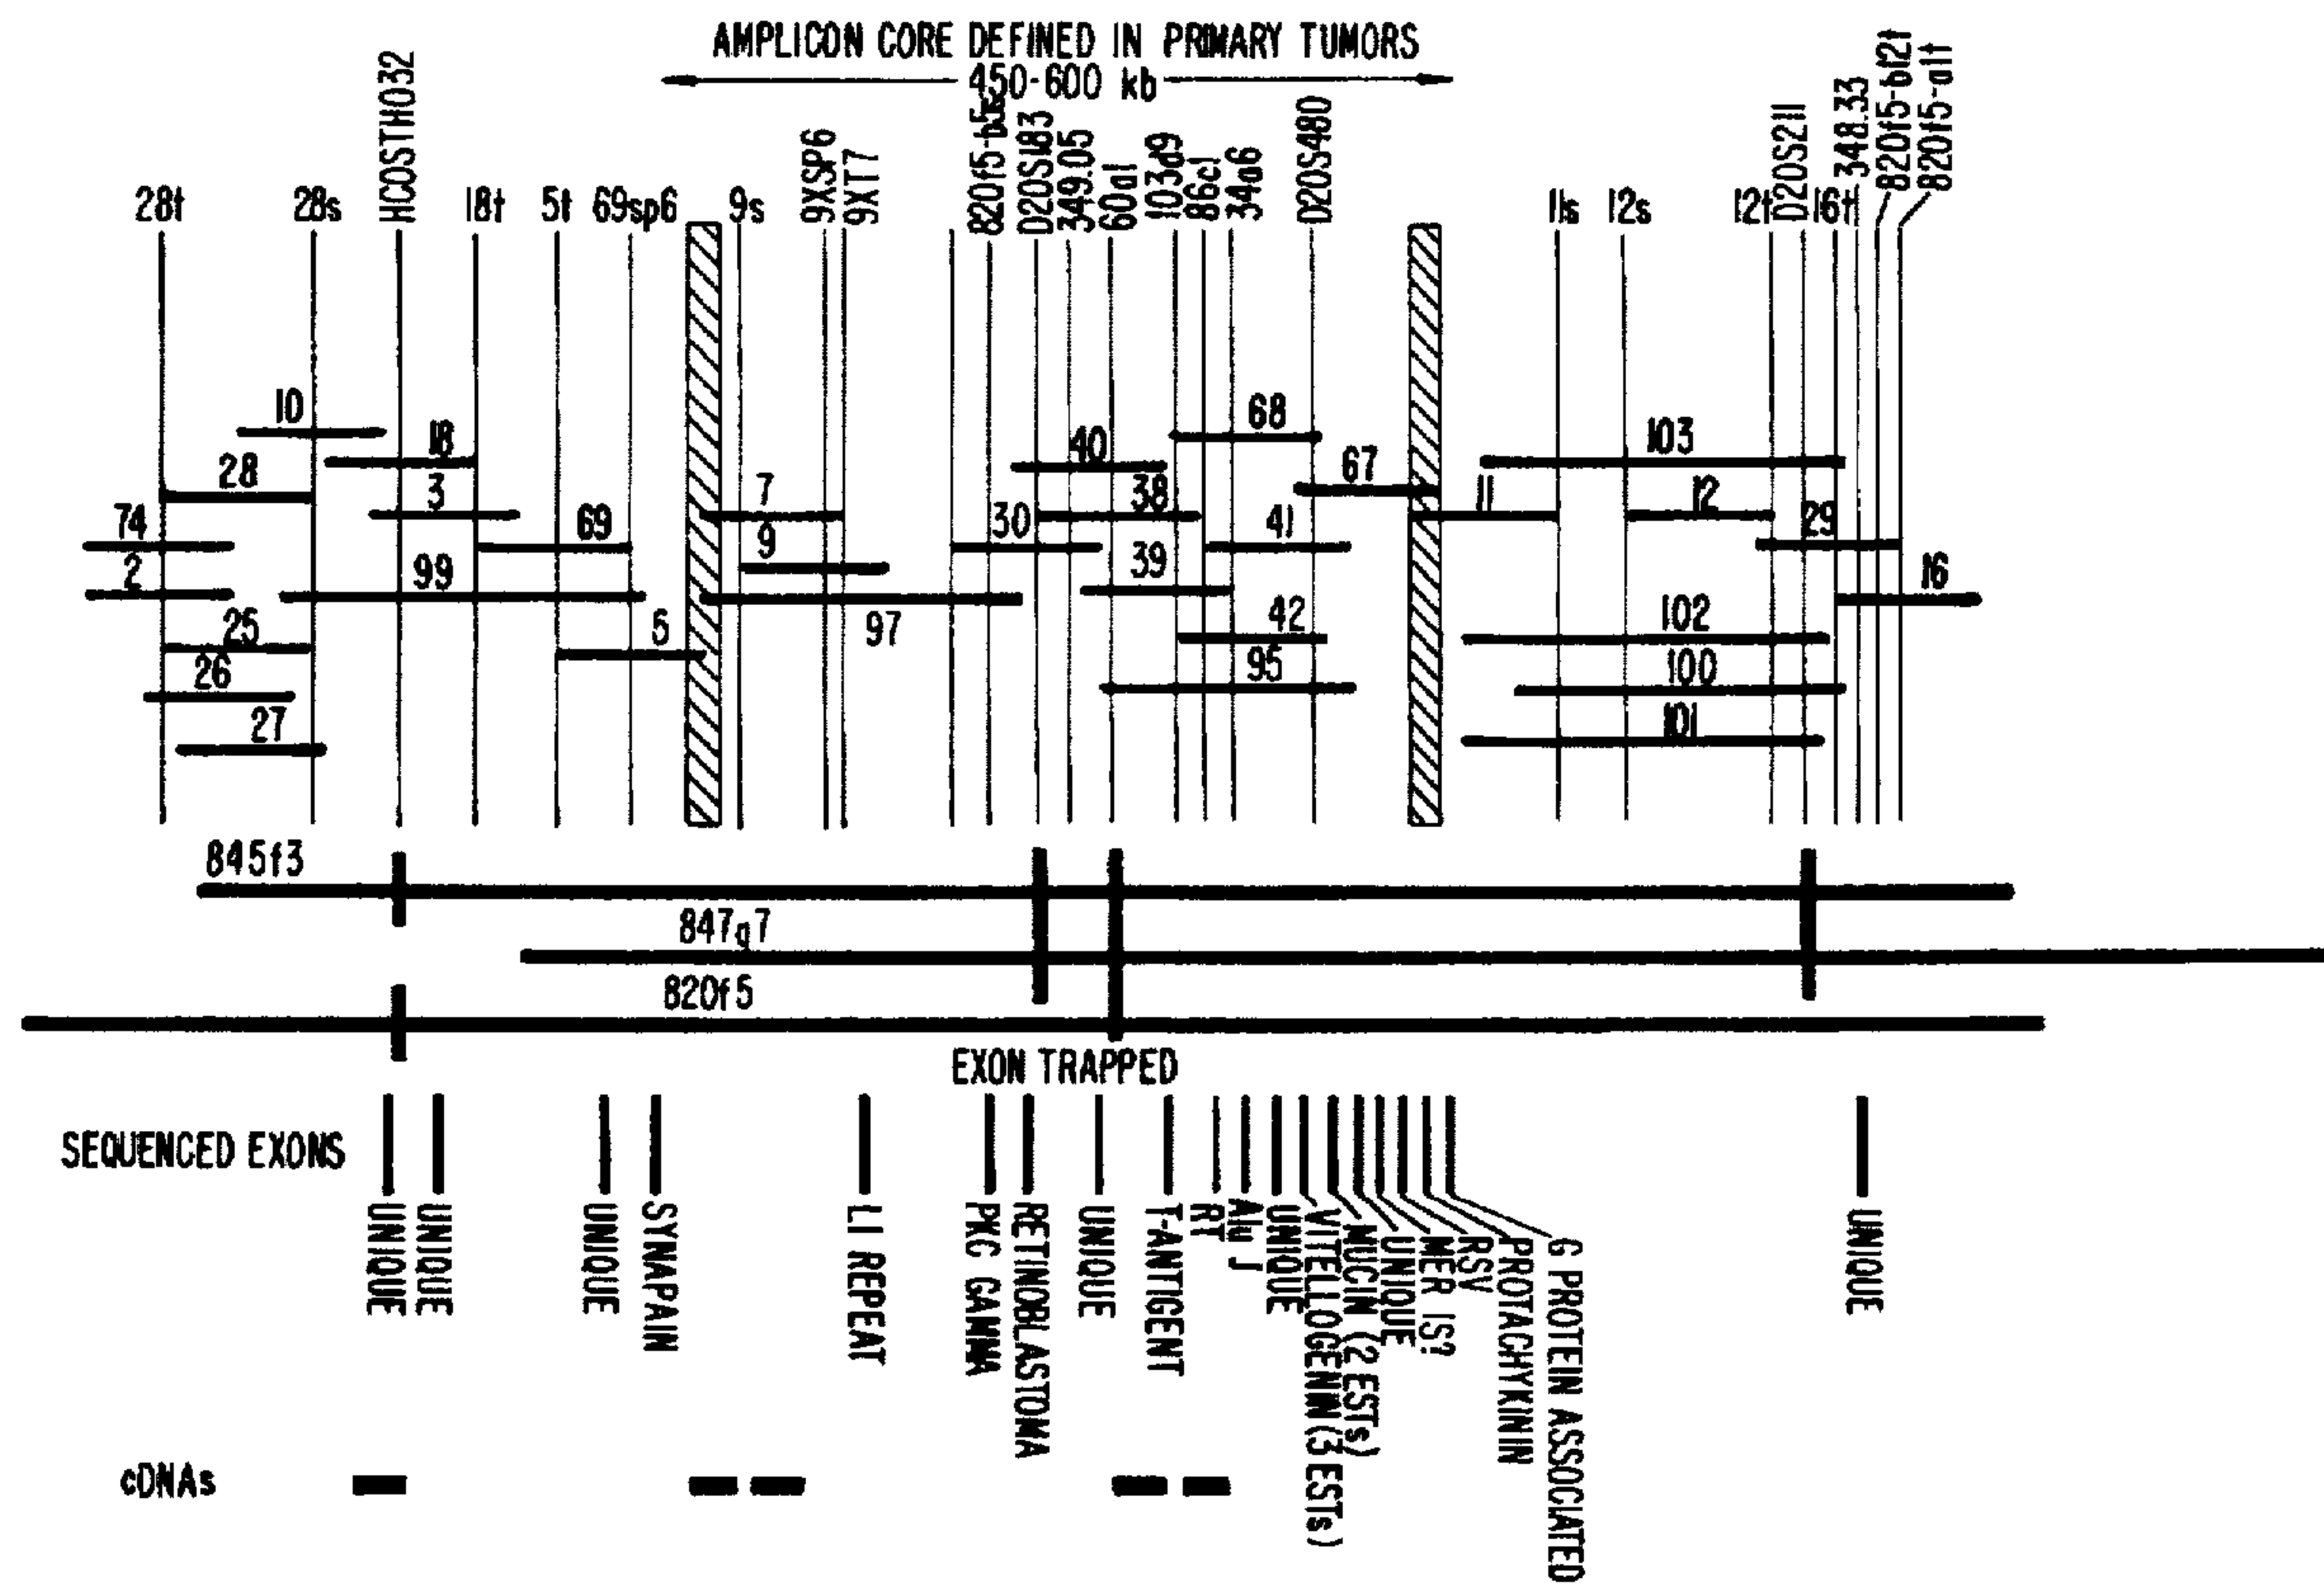 AMPLICON CORE DEFINED IN PRIMARY TUMORS
450-600 kb
28t
28s
HCOSTH032
18t
5t
69sp6
9s
9XSP6
9XT7
D20S183
349.05
60a1
103d9
86c1
34a6
D20S480
11s
12s
12t
D20S211
16t
348.33
820f5-b12t
820f5-a1t
10
18
28
3
74
69
2
99
25
5
26
27
7
9
97
40
30
38
39
68
67
41
42
95
11
103
12
29
16
102
100
101
845f3
847q7
820f5
EXON TRAPPED
SEQUENCED EXONS
UNIQUE
UNIQUE
UNIQUE
SYNAPAIN
L1 REPEAT
PKC GAMMA
RETINOBLASTOMA
UNIQUE
T-ANTIGENT
RT
Alu J
UNIQUE
VITELLOGENIN (3 ESTs)
MUCIN (2 ESTs)
UNIQUE
MER IS?
RSV
PROTACHYKININ
G PROTEIN ASSOCIATED
UNIQUE
cDNAs